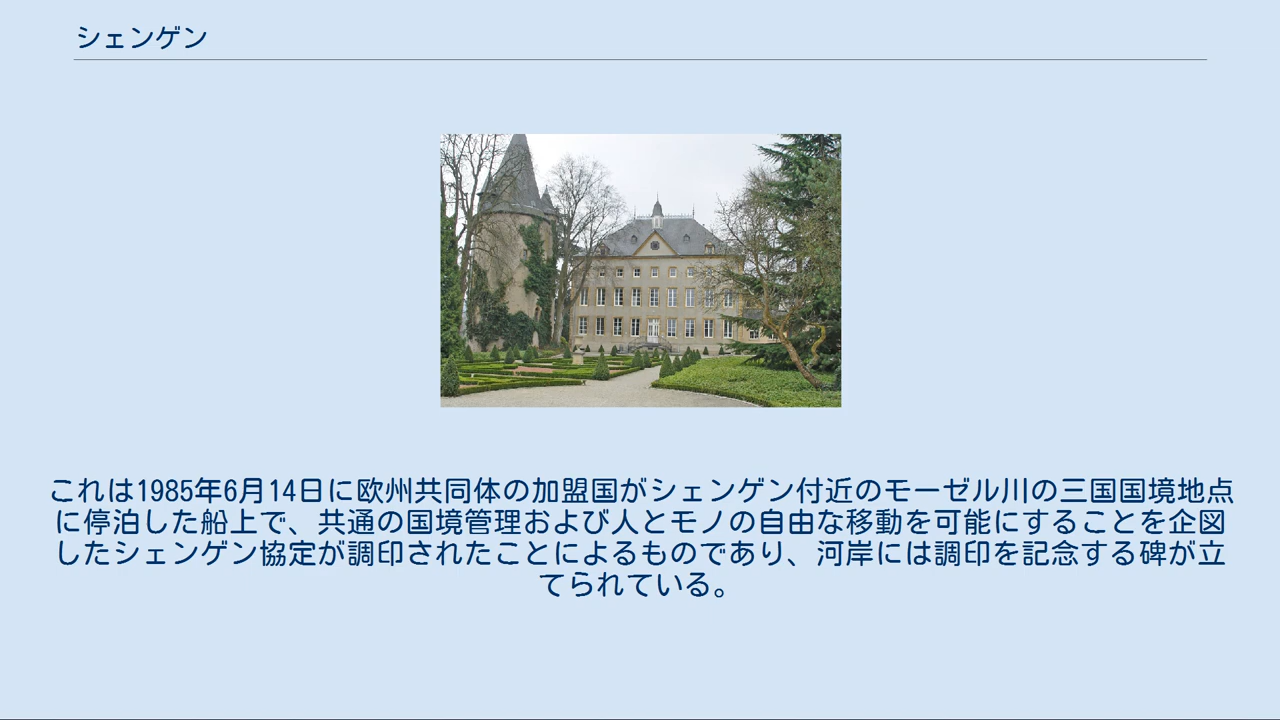 シェンゲン
これは1985年6月14日に欧州共同体の加盟国がシェンゲン付近のモーゼル川の三国国境地点
に停泊した船上で、共通の国境管理および人とモノの自由な移動を可能にすることを企図
したシェンゲン協定が調印されたことによるものであり、河岸には調印を記念する碑が立
てられている。